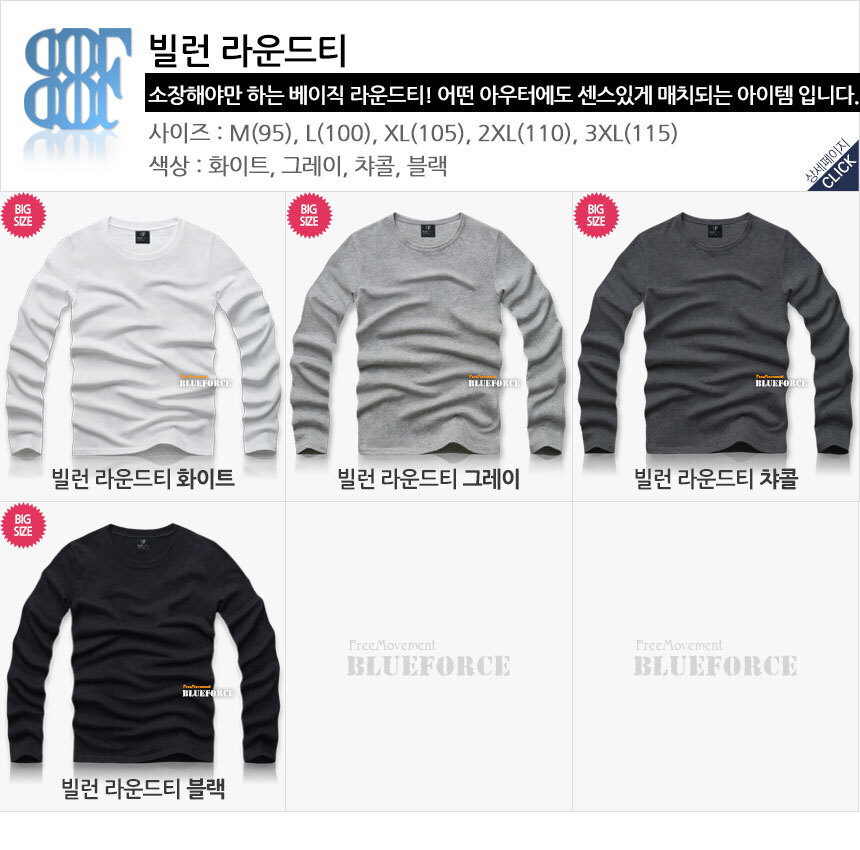 빌런 라운드티
소장해야만 하는 베이직 라운드티! 어떤 아우터에도 센스있게 매치되는 아이템 입니다.
사이즈 : M(95), L(100), XL(105), 2XL(110), 3XL(115)
색상 : 화이트, 그레이, 챠콜, 블랙
상세페이지
CLICK
BIG
SIZE
FreeMovement
BLUEFORCE
빌런 라운드티 화이트
BIG
SIZE
FreeMovement
BLUEFORCE
빌런 라운드티 그레이
BIG
SIZE
FreeMovement
BLUEFORCE
빌런 라운드티 챠콜
BIG
SIZE
FreeMovement
BLUEFORCE
빌런 라운드티 블랙
FreeMovement
BLUEFORCE
FreeMovement
BLUEFORCE